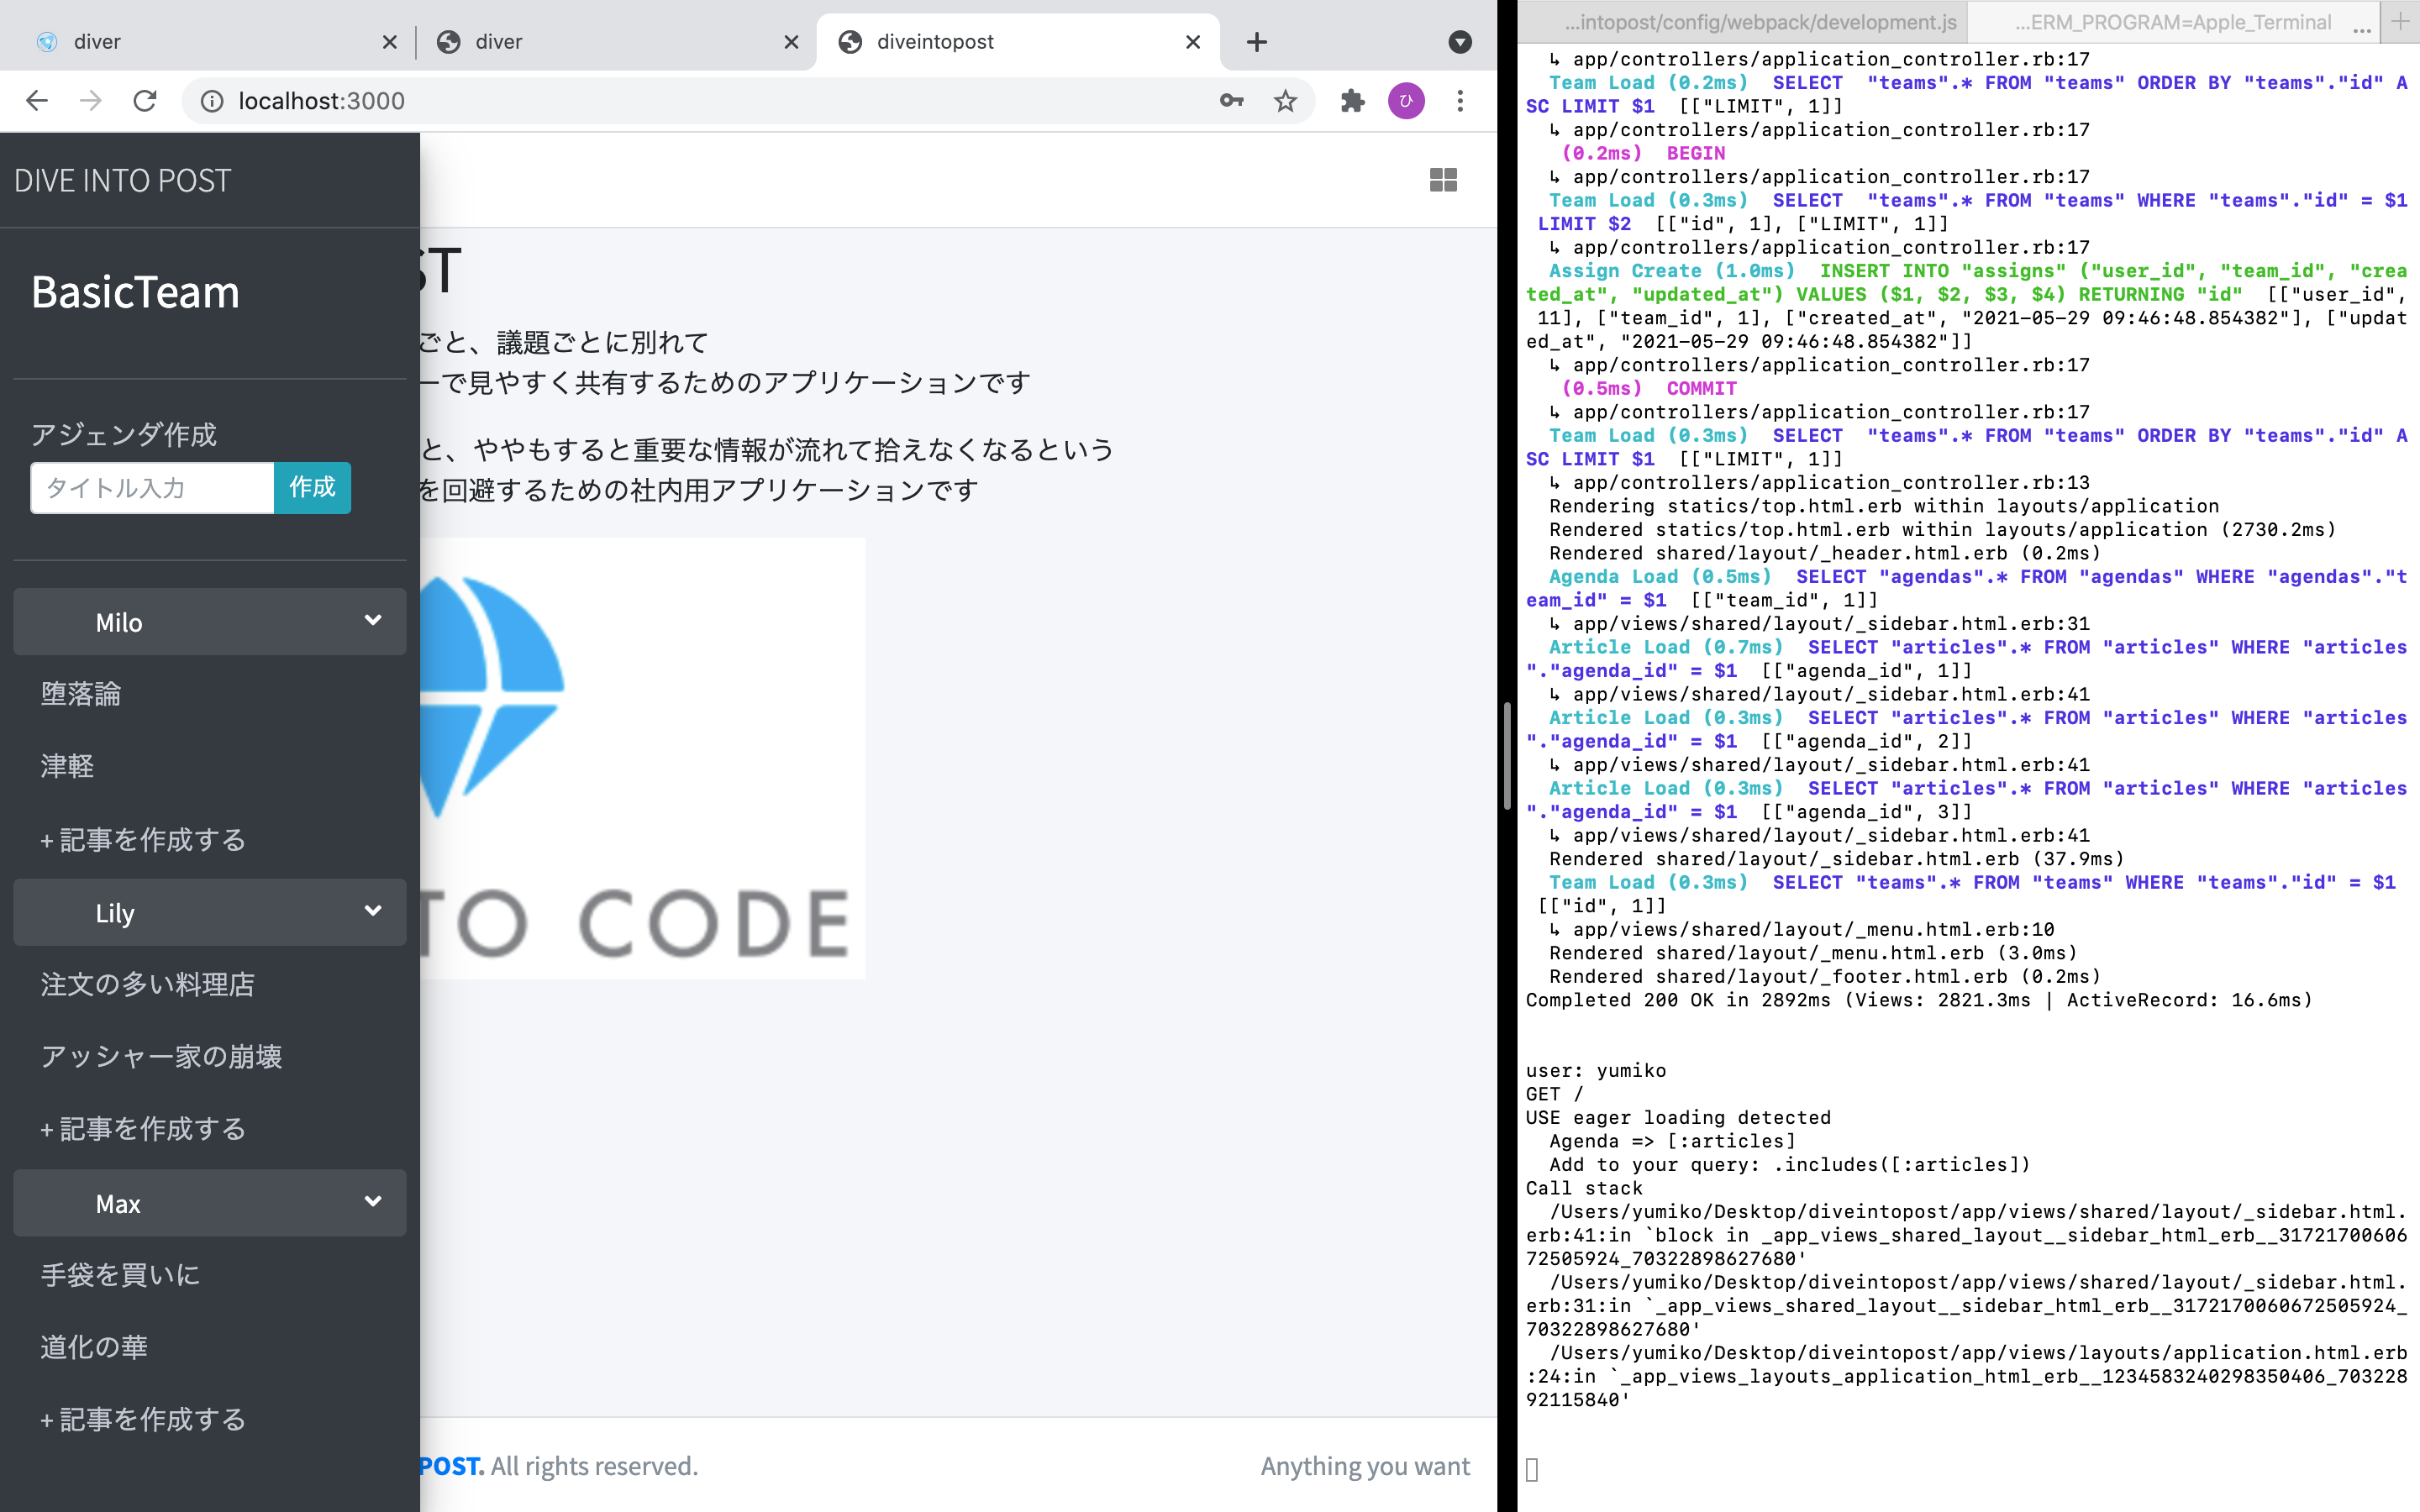 diver
diver
diveintopost
localhost:3000
ひ
DIVE INTO POST
BasicTeam
アジェンダ作成
タイトル入力
作成
Milo
堕落論
津軽
+ 記事を作成する
Lily
注文の多い料理店
アッシャー家の崩壊
+ 記事を作成する
Max
手袋を買いに
道化の華
+ 記事を作成する
ST
ごと、議題ごとに別れて
ーで見やすく共有するためのアプリケーションです
と、ややもすると重要な情報が流れて拾えなくなるという
を回避するための社内用アプリケーションです
TO CODE
POST. All rights reserved.
Anything you want
...intopost/config/webpack/development.js
...ERM_PROGRAM=Apple_Terminal ...
↳ app/controllers/application_controller.rb:17
Team Load (0.2ms)  SELECT  "teams".* FROM "teams" ORDER BY "teams"."id" A
SC LIMIT $1  [["LIMIT", 1]]
↳ app/controllers/application_controller.rb:17
(0.2ms)  BEGIN
↳ app/controllers/application_controller.rb:17
Team Load (0.3ms)  SELECT  "teams".* FROM "teams" WHERE "teams"."id" = $1
LIMIT $2  [["id", 1], ["LIMIT", 1]]
↳ app/controllers/application_controller.rb:17
Assign Create (1.0ms)  INSERT INTO "assigns" ("user_id", "team_id", "crea
ted_at", "updated_at") VALUES ($1, $2, $3, $4) RETURNING "id"  [["user_id",
11], ["team_id", 1], ["created_at", "2021-05-29 09:46:48.854382"], ["updat
ed_at", "2021-05-29 09:46:48.854382"]]
↳ app/controllers/application_controller.rb:17
(0.5ms)  COMMIT
↳ app/controllers/application_controller.rb:17
Team Load (0.3ms)  SELECT  "teams".* FROM "teams" ORDER BY "teams"."id" A
SC LIMIT $1  [["LIMIT", 1]]
↳ app/controllers/application_controller.rb:13
Rendering statics/top.html.erb within layouts/application
Rendered statics/top.html.erb within layouts/application (2730.2ms)
Rendered shared/layout/_header.html.erb (0.2ms)
Agenda Load (0.5ms)  SELECT "agendas".* FROM "agendas" WHERE "agendas"."t
eam_id" = $1  [["team_id", 1]]
↳ app/views/shared/layout/_sidebar.html.erb:31
Article Load (0.7ms)  SELECT "articles".* FROM "articles" WHERE "articles
"."agenda_id" = $1  [["agenda_id", 1]]
↳ app/views/shared/layout/_sidebar.html.erb:41
Article Load (0.3ms)  SELECT "articles".* FROM "articles" WHERE "articles
"."agenda_id" = $1  [["agenda_id", 2]]
↳ app/views/shared/layout/_sidebar.html.erb:41
Article Load (0.3ms)  SELECT "articles".* FROM "articles" WHERE "articles
"."agenda_id" = $1  [["agenda_id", 3]]
↳ app/views/shared/layout/_sidebar.html.erb:41
Rendered shared/layout/_sidebar.html.erb (37.9ms)
Team Load (0.3ms)  SELECT "teams".* FROM "teams" WHERE "teams"."id" = $1
[["id", 1]]
↳ app/views/shared/layout/_menu.html.erb:10
Rendered shared/layout/_menu.html.erb (3.0ms)
Rendered shared/layout/_footer.html.erb (0.2ms)
Completed 200 OK in 2892ms (Views: 2821.3ms | ActiveRecord: 16.6ms)
user: yumiko
GET /
USE eager loading detected
Agenda => [:articles]
Add to your query: .includes([:articles])
Call stack
/Users/yumiko/Desktop/diveintopost/app/views/shared/layout/_sidebar.html.
erb:41:in `block in _app_views_shared_layout__sidebar_html_erb__31721700606
72505924_70322898627680'
/Users/yumiko/Desktop/diveintopost/app/views/shared/layout/_sidebar.html.
erb:31:in `_app_views_shared_layout__sidebar_html_erb__3172170060672505924_
70322898627680'
/Users/yumiko/Desktop/diveintopost/app/views/layouts/application.html.erb
:24:in `_app_views_layouts_application_html_erb__1234583240298350406_703228
92115840'